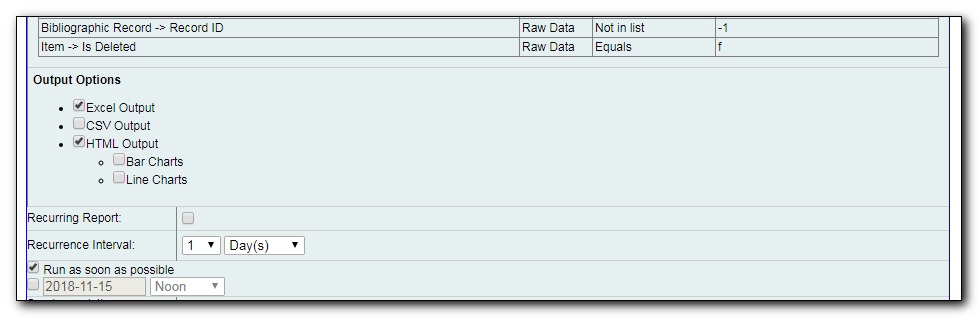 Bibliographic Record -> Record ID Raw Data Not in list -1
Item -> Is Deleted Raw Data Equals f
Output Options
Excel Output
CSV Output
HTML Output
Bar Charts
Line Charts
Recurring Report:
Recurrence Interval: 1 Day(s)
Run as soon as possible
2018-11-15 Noon